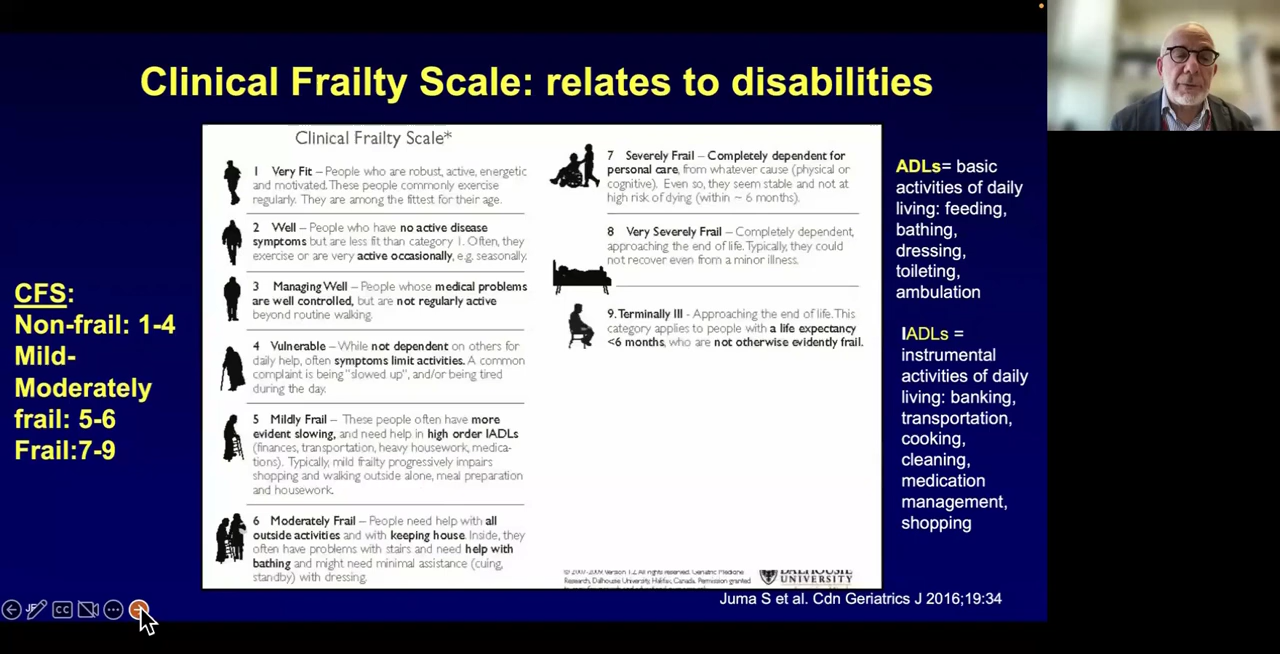 Clinical Frailty Scale: relates to disabilities
CFS:
Non-frail: 1-4
Mild-
Moderately
frail: 5-6
Frail:7-9
Clinical Frailty Scale*
1 Very Fit – People who are robust, active, energetic
and motivated. These people commonly exercise
regularly. They are among the fittest for their age.
2 Well – People who have no active disease
symptoms but are less fit than category 1. Often, they
exercise or are very active occasionally, e.g. seasonally.
3 Managing Well – People whose medical problems
are well controlled, but are not regularly active
beyond routine walking.
4 Vulnerable – While not dependent on others for
daily help, often symptoms limit activities. A common
complaint is being "slowed up", and/or being tired
during the day.
5 Mildly Frail – These people often have more
evident slowing, and need help in high order IADLs
(finances, transportation, heavy housework, medica-
tions). Typically, mild frailty progressively impairs
shopping and walking outside alone, meal preparation
and housework.
6 Moderately Frail – People need help with all
outside activities and with keeping house. Inside, they
often have problems with stairs and need help with
bathing and might need minimal assistance (cuing,
standby) with dressing.
7 Severely Frail – Completely dependent for
personal care, from whatever cause (physical or
cognitive). Even so, they seem stable and not at
high risk of dying (within ~ 6 months).
8 Very Severely Frail – Completely dependent,
approaching the end of life. Typically, they could
not recover even from a minor illness.
9. Terminally Ill - Approaching the end of life. This
category applies to people with a life expectancy
<6 months, who are not otherwise evidently frail.
Research, Dalhousie University, Halifax, Canada. Permission granted
DALHOUSIE
UNIVERSITY
ADLs= basic
activities of daily
living: feeding,
bathing,
dressing,
toileting,
ambulation
IADLs =
instrumental
activities of daily
living: banking,
transportation,
cooking,
cleaning,
medication
management,
shopping
Juma S et al. Cdn Geriatrics J 2016;19:34
CC